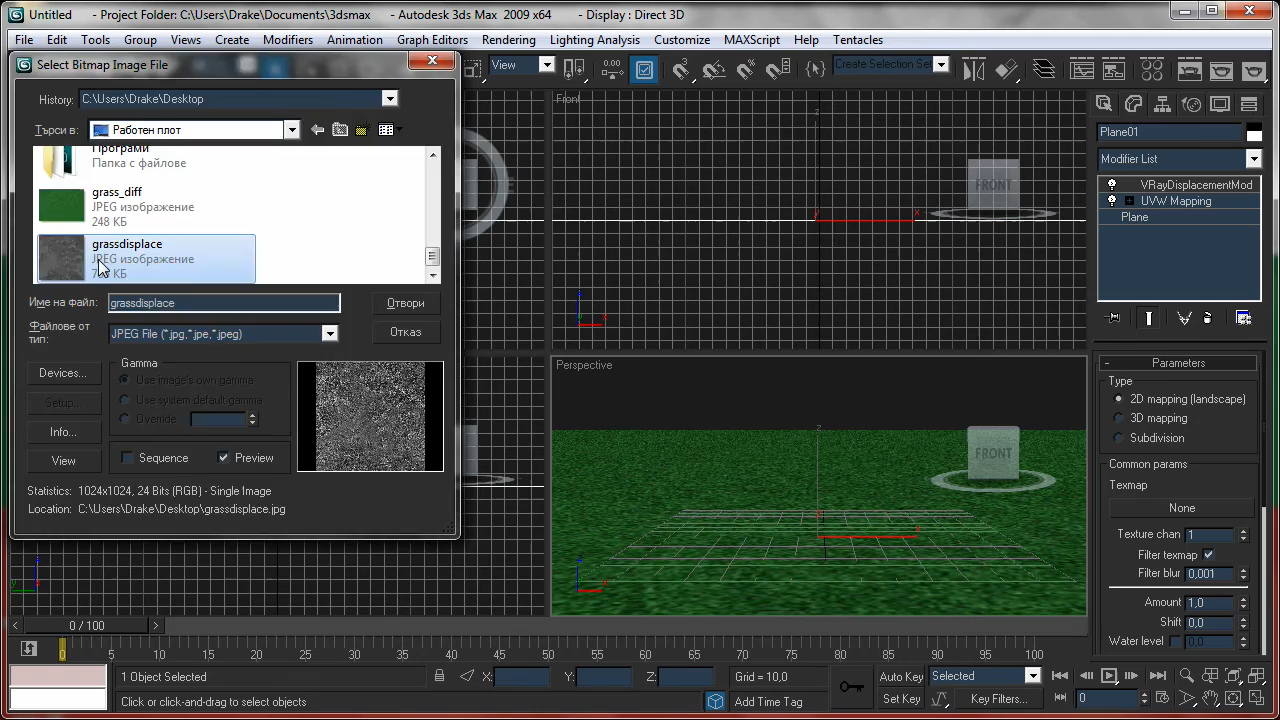 Untitled - Project Folder: C:\Users\Drake\Documents\3dsmax - Autodesk 3ds Max 2009 x64 - Display : Direct 3D
File Edit Tools Group Views Create Modifiers Animation Graph Editors Rendering Lighting Analysis Customize MAXScript Help Tentacles
Select Bitmap Image File
View
0.00
Create Selection Set
History: C:\Users\Drake\Desktop
Търси в: Работен плот
Програми
Папка с файлове
grass_diff
JPEG изображение
248 КБ
grassdisplace
JPEG изображение
КБ
Име на файл: grassdisplace
Отвори
Файлове от тип: JPEG File (*.jpg,*.jpe,*.jpeg)
Отказ
Devices...
Setup...
Info...
View
Gamma
Use image's own gamma
Use system default gamma
Override
Sequence
Preview
Statistics: 1024x1024, 24 Bits (RGB) - Single Image
Location: C:\Users\Drake\Desktop\grassdisplace.jpg
Front
FRONT
z
x
Perspective
FRONT
z
x
Plane01
Modifier List
VRayDisplacementMod
UVW Mapping
Plane
- Parameters
Type
2D mapping (landscape)
3D mapping
Subdivision
Common params
Texmap
None
Texture chan 1
Filter texmap
Filter blur 0,001
Amount 1,0
Shift 0,0
Water level 0,0
< 0 / 100 >
0 5 10 15 20 25 30 35 40 45 50 55 60 65 70 75 80 85 90 95 100
1 Object Selected
X: Y: Z:
Grid = 10,0
Auto Key
Selected
Click or click-and-drag to select objects
Add Time Tag
Set Key
Key Filters...
0